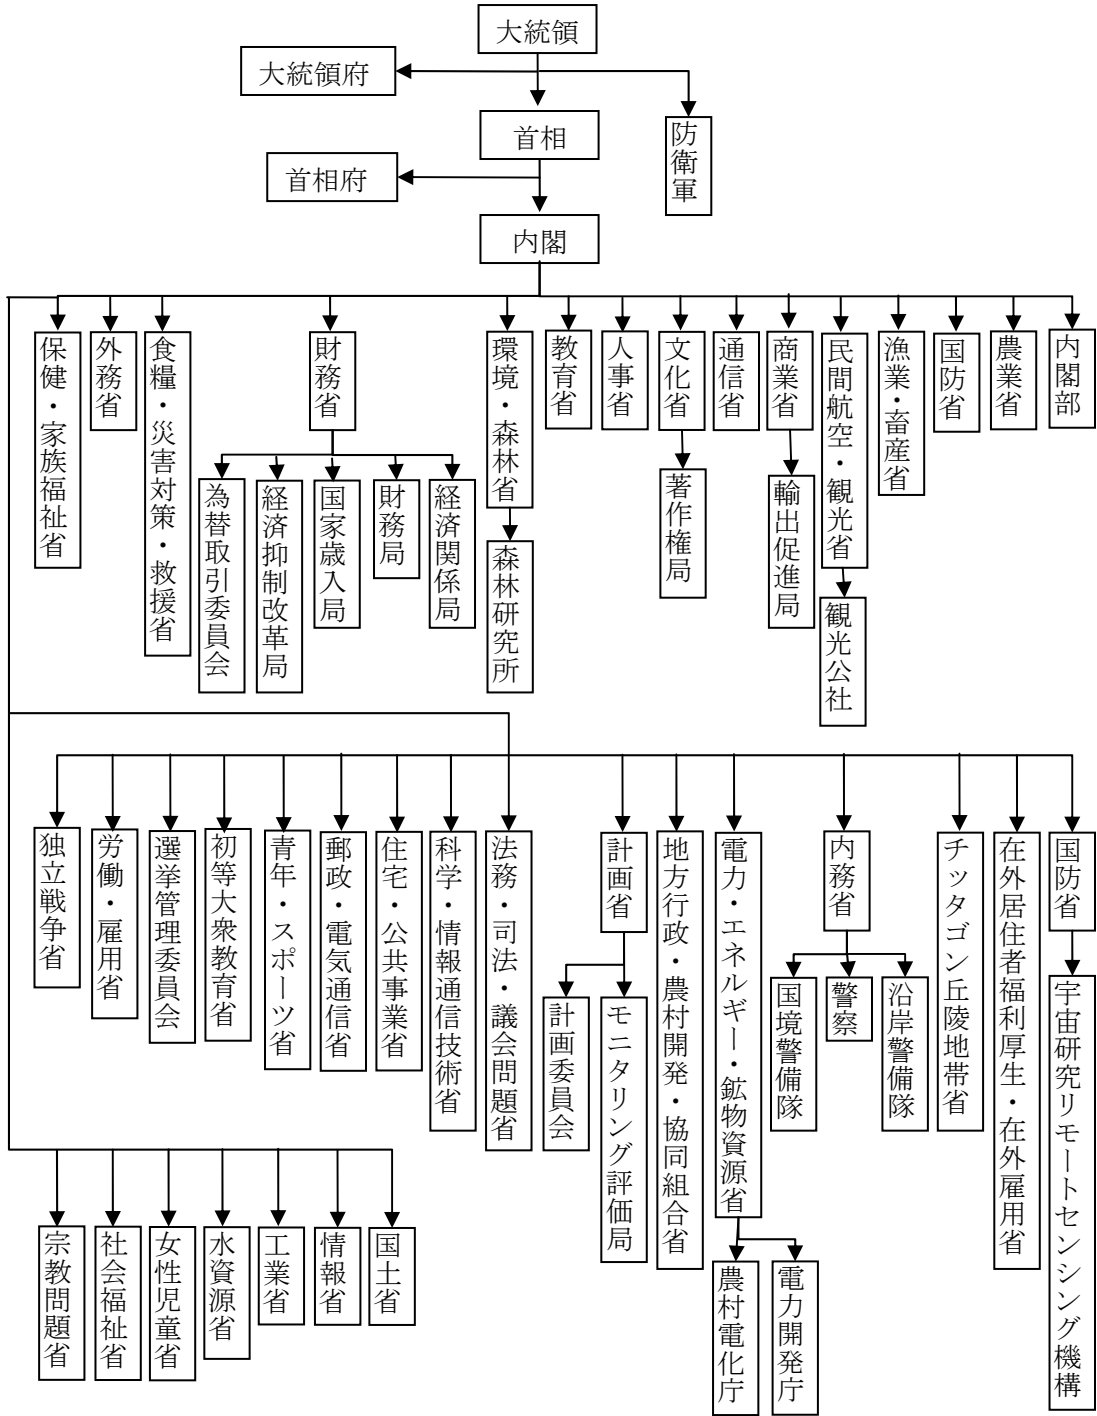 大統領
大統領府
首相
防衛軍
首相府
内閣
保健・家族福祉省
外務省
食糧・災害対策・救援省
財務省
環境・森林省
教育省
人事省
文化省
通信省
商業省
民間航空・観光省
漁業・畜産省
国防省
農業省
内閣部
為替取引委員会
経済抑制改革局
国家歳入局
財務局
経済関係局
森林研究所
著作権局
輸出促進局
観光公社
独立戦争省
労働・雇用省
選挙管理委員会
初等大衆教育省
青年・スポーツ省
郵政・電気通信省
住宅・公共事業省
科学・情報通信技術省
法務・司法・議会問題省
計画省
地方行政・農村開発・協同組合省
電力・エネルギー・鉱物資源省
内務省
チッタゴン丘陵地帯省
在外居住者福利厚生・在外雇用省
国防省
計画委員会
モニタリング評価局
国境警備隊
警察
沿岸警備隊
宇宙研究リモートセンシング機構
農村電化庁
電力開発庁
宗教問題省
社会福祉省
女性児童省
水資源省
工業省
情報省
国土省